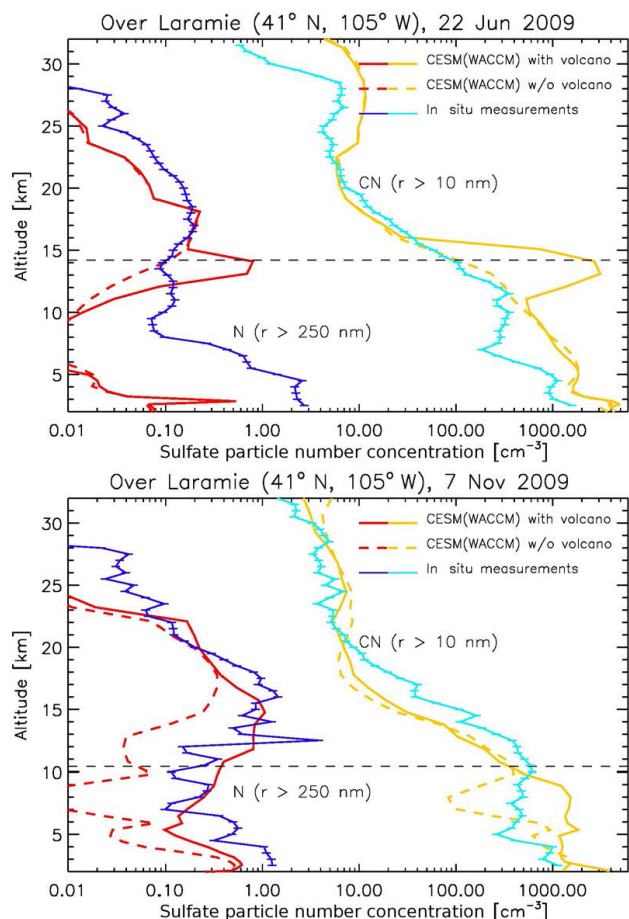 Over Laramie (41° N, 105° W), 22 Jun 2009
CESM(WACCM) with volcano
CESM(WACCM) w/o volcano
In situ measurements
CN (r > 10 nm)
N (r > 250 nm)
Altitude [km]
30
25
20
15
10
5
0.01 0.10 1.00 10.00 100.00 1000.00
Sulfate particle number concentration [cm⁻³]
Over Laramie (41° N, 105° W), 7 Nov 2009
CESM(WACCM) with volcano
CESM(WACCM) w/o volcano
In situ measurements
CN (r > 10 nm)
N (r > 250 nm)
Altitude [km]
30
25
20
15
10
5
0.01 0.10 1.00 10.00 100.00 1000.00
Sulfate particle number concentration [cm⁻³]